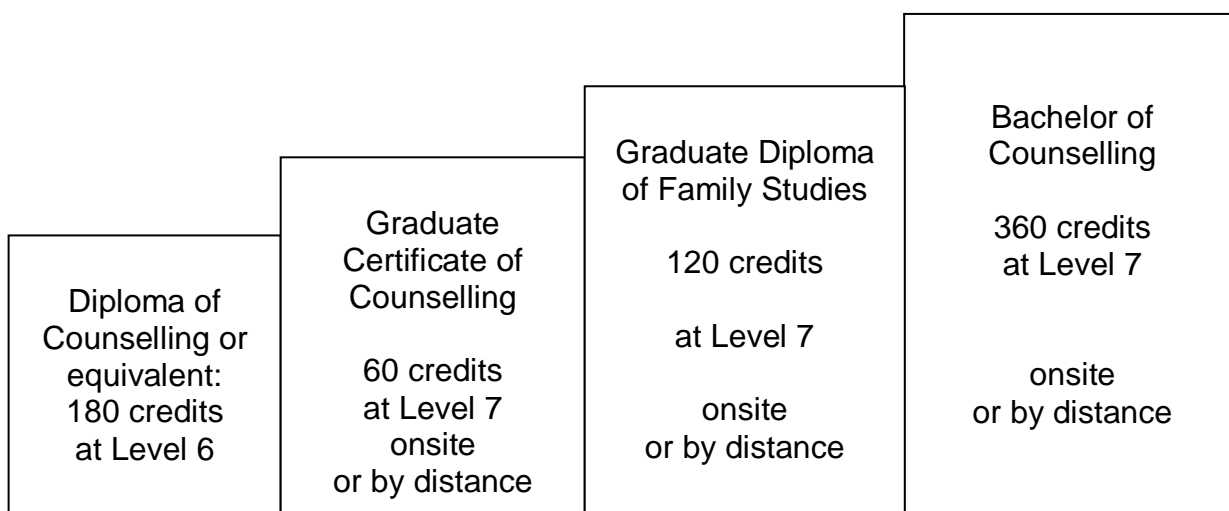 Diploma of
Counselling or
equivalent:
180 credits
at Level 6
Graduate
Certificate of
Counselling
60 credits
at Level 7
onsite
or by distance
Graduate Diploma
of Family Studies
120 credits
at Level 7
onsite
or by distance
Bachelor of
Counselling
360 credits
at Level 7
onsite
or by distance